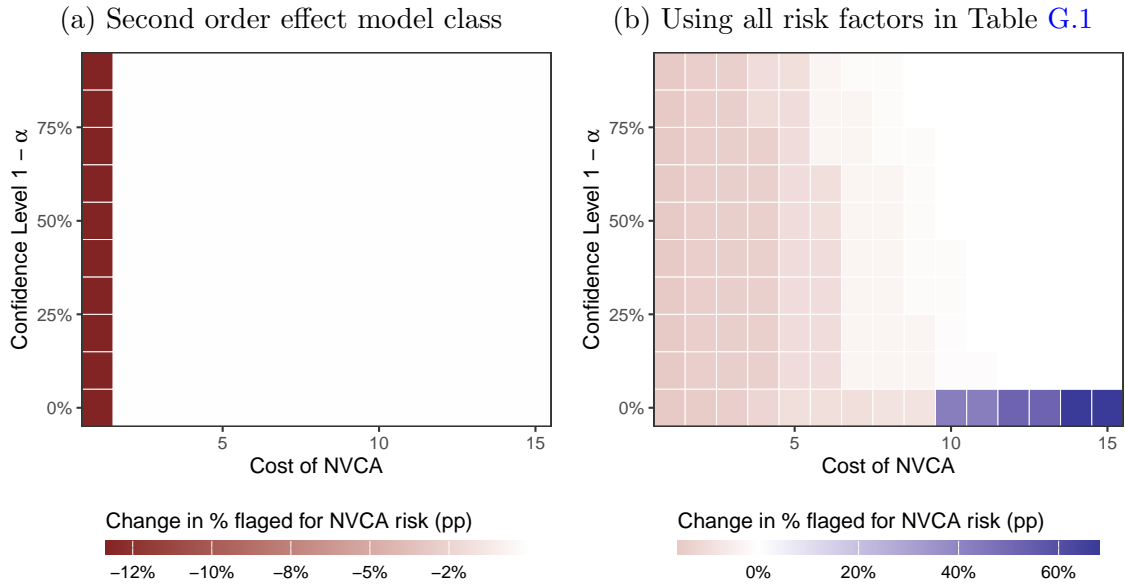 (a) Second order effect model class
(b) Using all risk factors in Table G.1
Confidence Level 1 − α
75%
50%
25%
0%
5
10
15
Cost of NVCA
Change in % flaged for NVCA risk (pp)
−12%
−10%
−8%
−5%
−2%
Confidence Level 1 − α
75%
50%
25%
0%
5
10
15
Cost of NVCA
Change in % flaged for NVCA risk (pp)
0%
20%
40%
60%